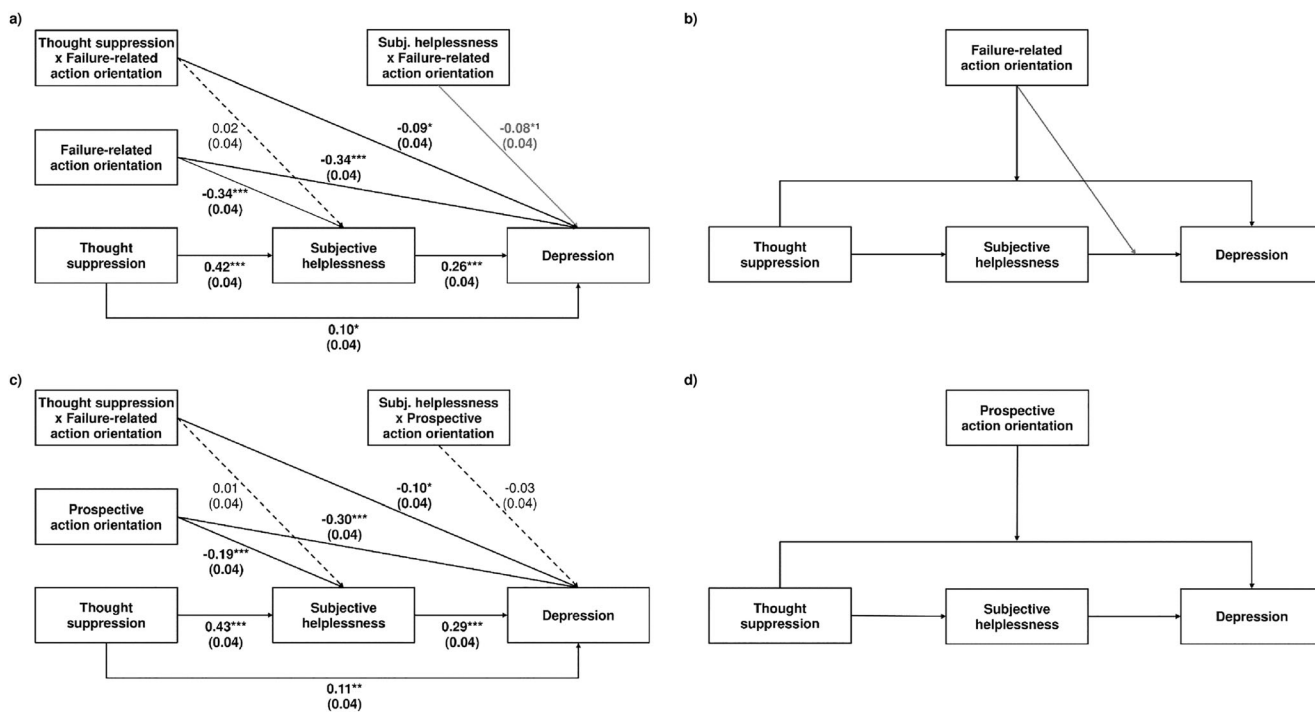 a)
Thought suppression
x Failure-related
action orientation
Subj. helplessness
x Failure-related
action orientation
0.02
(0.04)
-0.09*
(0.04)
-0.08*¹
(0.04)
Failure-related
action orientation
-0.34***
(0.04)
-0.34***
(0.04)
Thought
suppression
Subjective
helplessness
Depression
0.42***
(0.04)
0.26***
(0.04)
0.10*
(0.04)
b)
Failure-related
action orientation
Thought
suppression
Subjective
helplessness
Depression
c)
Thought suppression
x Failure-related
action orientation
Subj. helplessness
x Prospective
action orientation
0.01
(0.04)
-0.10*
(0.04)
-0.03
(0.04)
Prospective
action orientation
-0.30***
(0.04)
-0.19***
(0.04)
Thought
suppression
Subjective
helplessness
Depression
0.43***
(0.04)
0.29***
(0.04)
0.11**
(0.04)
d)
Prospective
action orientation
Thought
suppression
Subjective
helplessness
Depression